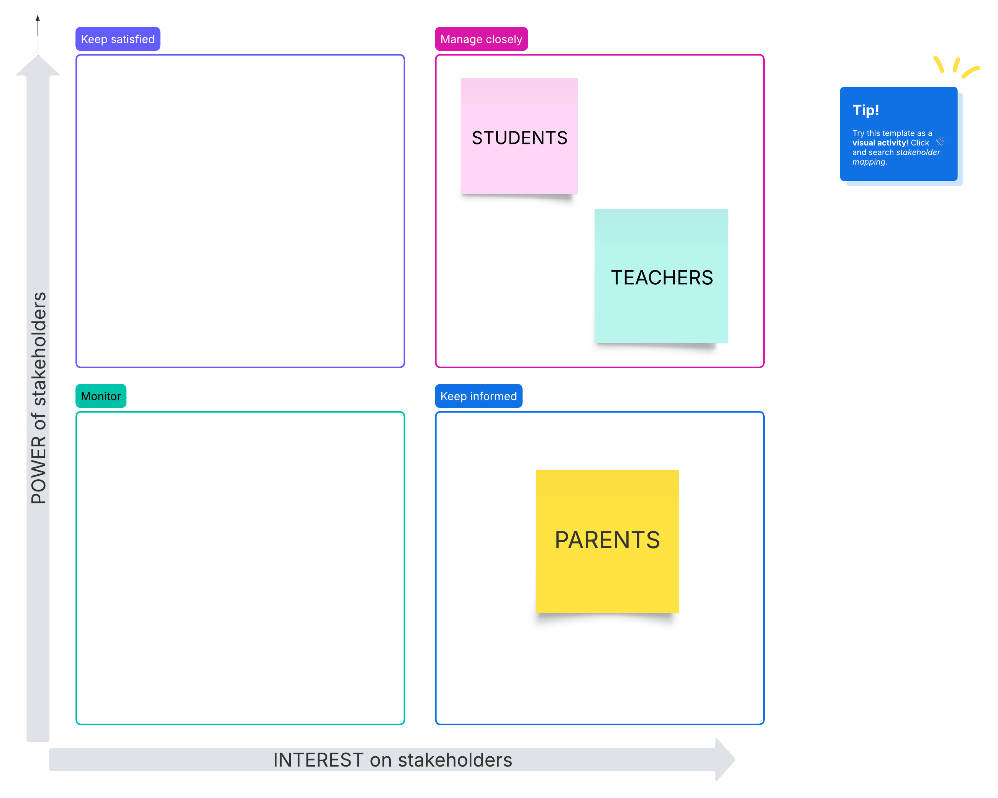 Keep satisfied
Manage closely
STUDENTS
TEACHERS
Tip!
Try this template as a
visual activity! Click
and search stakeholder
mapping.
POWER of stakeholders
Monitor
Keep informed
PARENTS
INTEREST on stakeholders